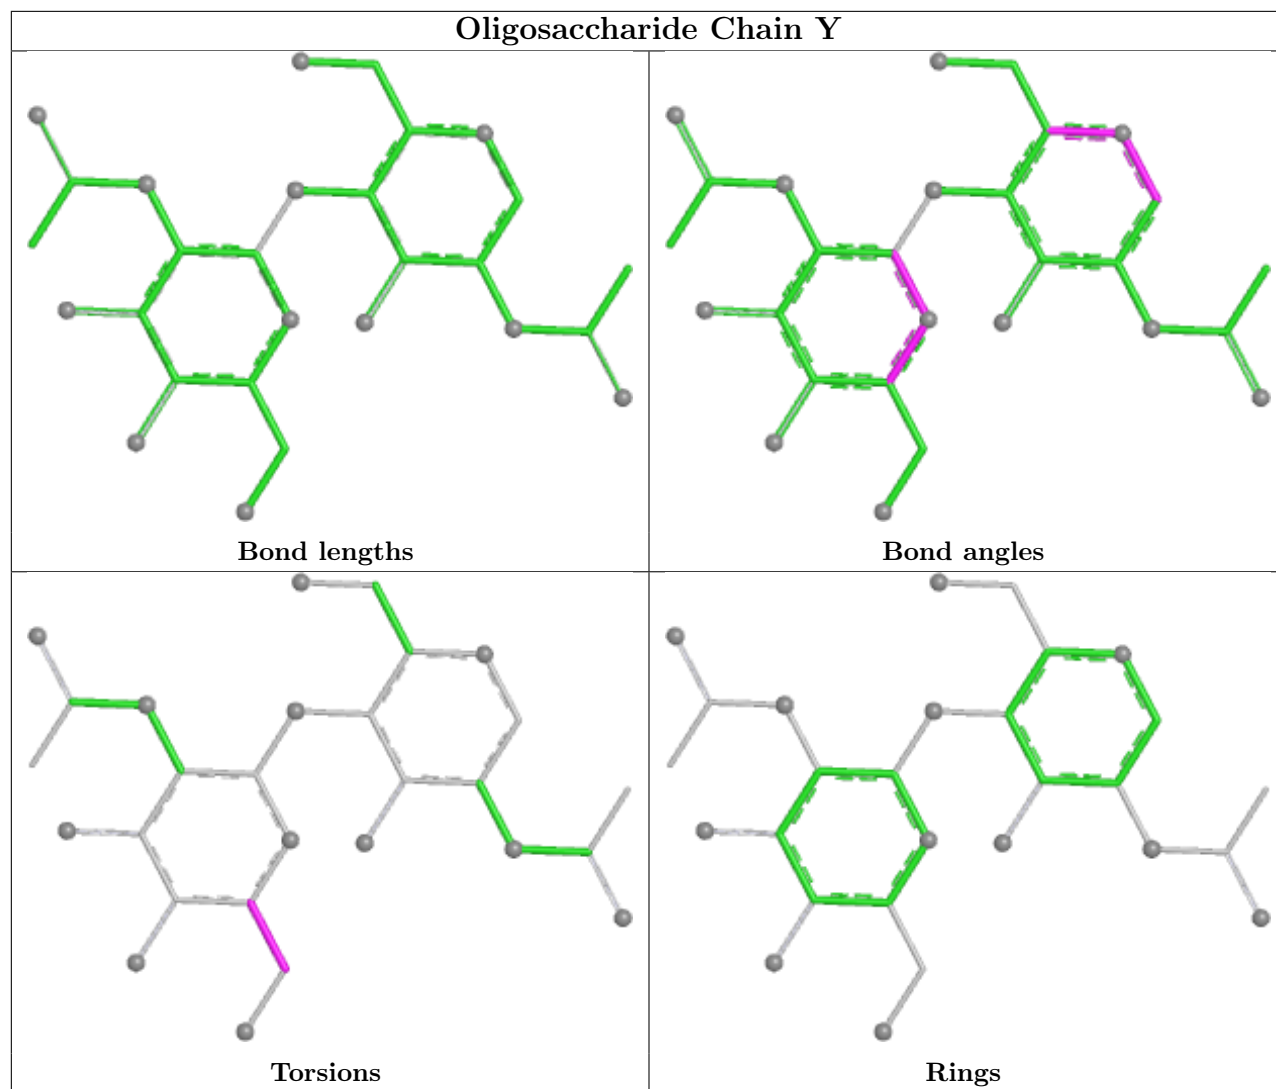 Oligosaccharide Chain Y
Bond lengths
Bond angles
Torsions
Rings